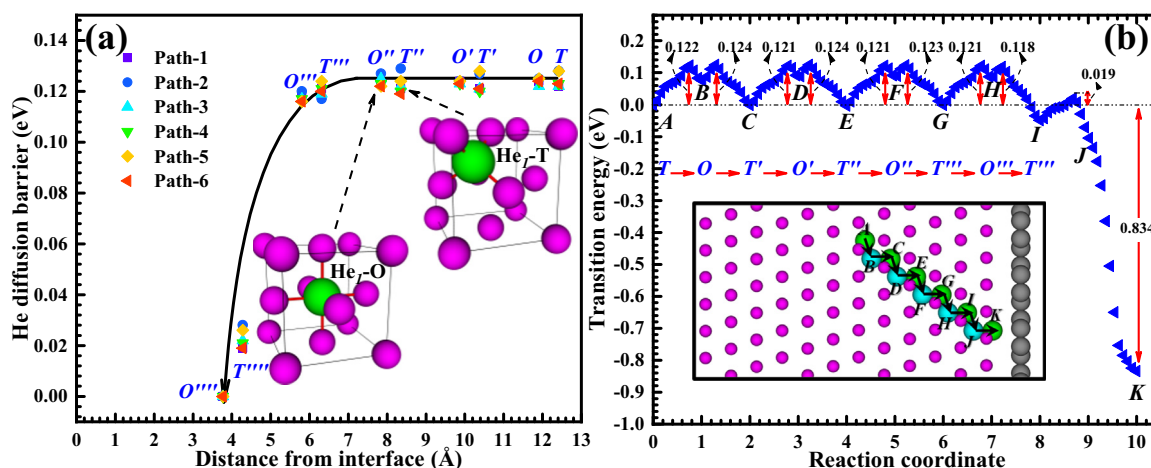 (a)
0.14
0.12
0.10
0.08
0.06
0.04
0.02
0.00
He diffusion barrier (eV)
Path-1
Path-2
Path-3
Path-4
Path-5
Path-6
O''' T''' O'' T'' O' T' O T
He_I-T
He_I-O
T''''
O''''
0 1 2 3 4 5 6 7 8 9 10 11 12 13
Distance from interface (Å)
(b)
0.2
0.1
0.0
-0.1
-0.2
-0.3
-0.4
-0.5
-0.6
-0.7
-0.8
-0.9
-1.0
Transition energy (eV)
0.122 0.124 0.121 0.124 0.121 0.123 0.121 0.118
0.019
A B C D E F G H I J K
T O T' O' T'' O'' T''' O''' T''''
0.834
A B C D E F G H I J K
0 1 2 3 4 5 6 7 8 9 10
Reaction coordinate